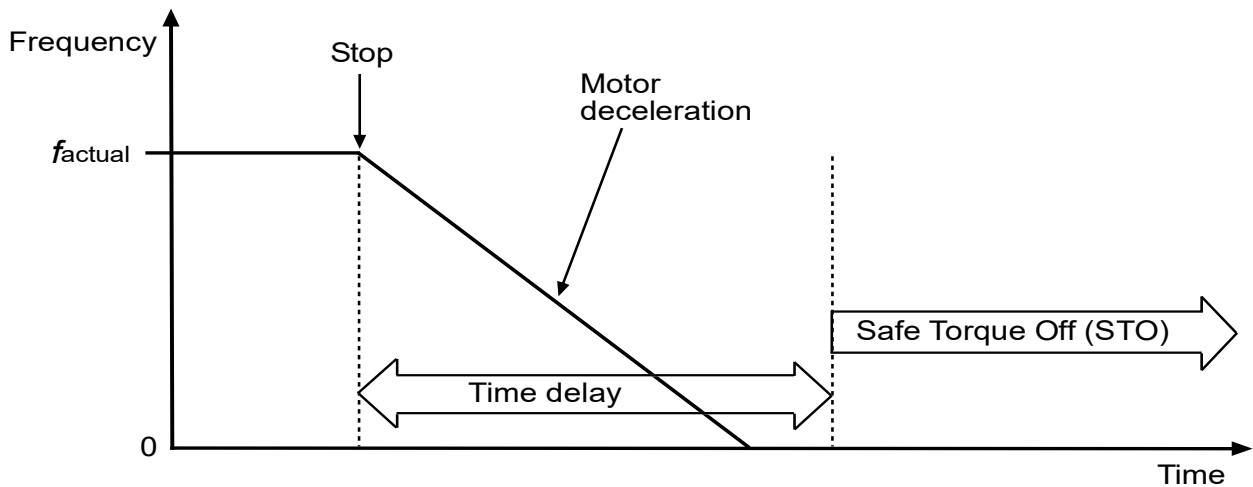 Frequency
Stop
Motor
deceleration
factual
Safe Torque Off (STO)
Time delay
0
Time